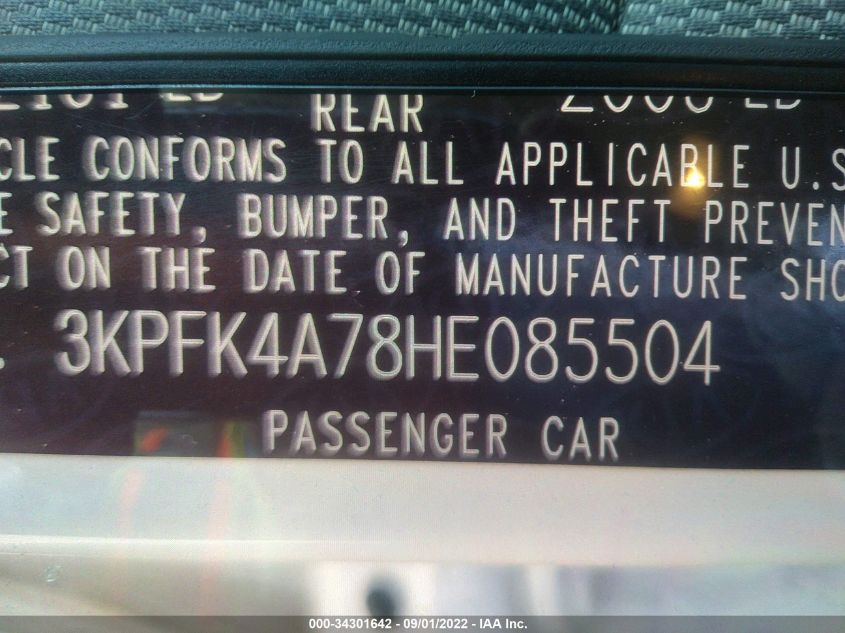 REAR
CLE CONFORMS TO ALL APPLICABLE U.S
E SAFETY, BUMPER, AND THEFT PREVEN
CT ON THE DATE OF MANUFACTURE SHO
. 3KPFK4A78HE085504
PASSENGER CAR
000-34301642 - 09/01/2022 - IAA Inc.